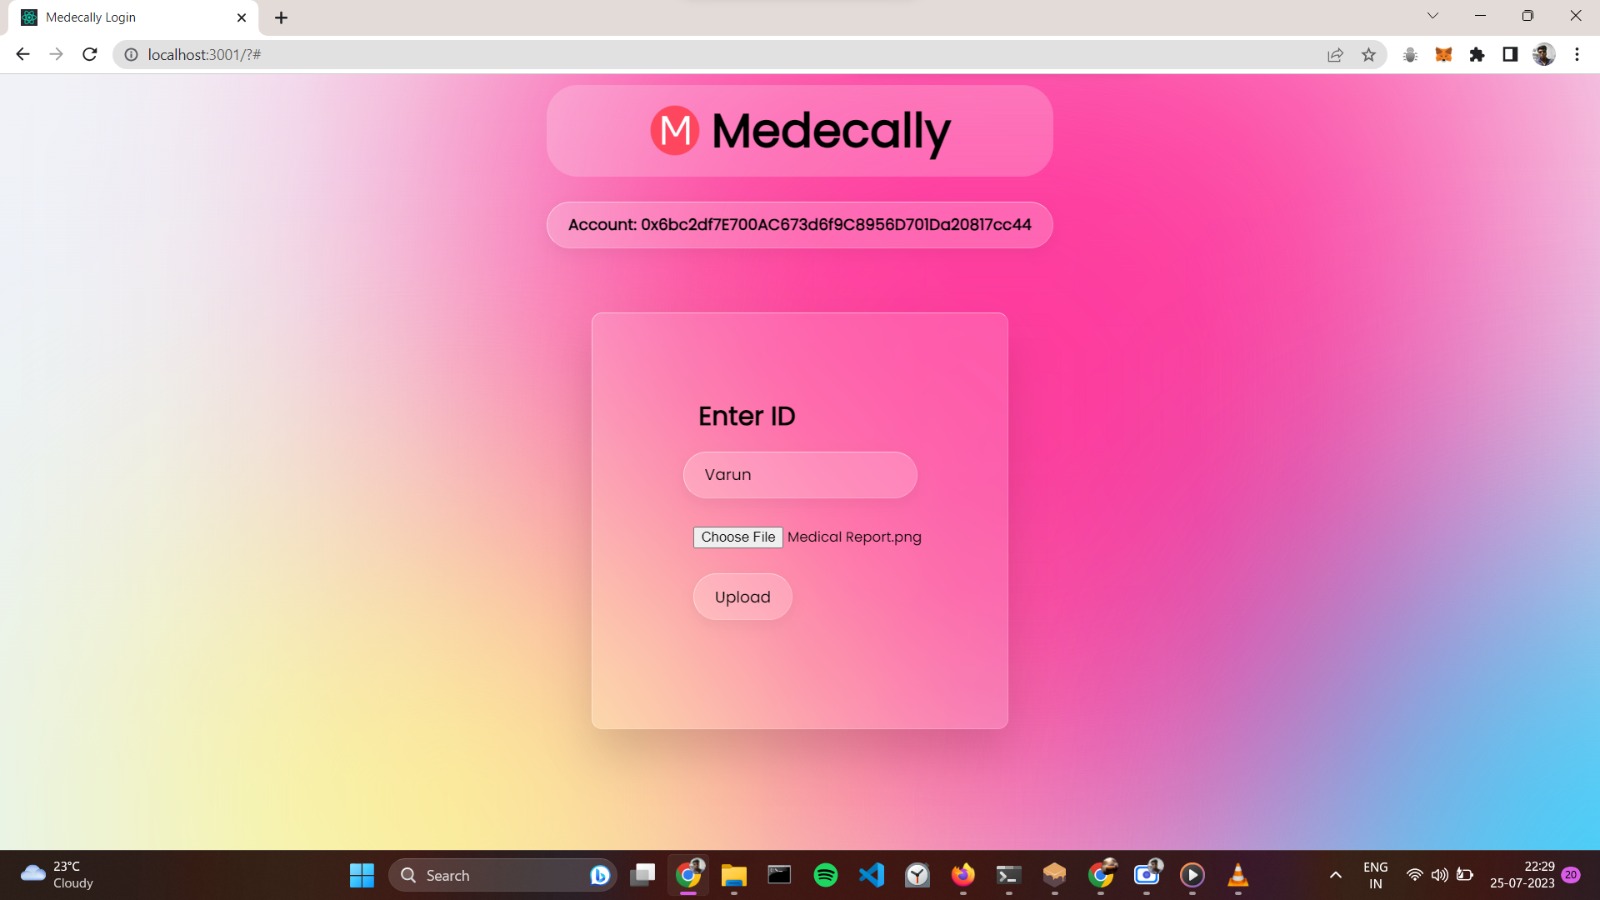 Medecally Login
localhost:3001/?#
M Medecally
Account: 0x6bc2df7E700AC673d6f9C8956D701Da20817cc44
Enter ID
Varun
Choose File Medical Report.png
Upload
23°C
Cloudy
Search
ENG
IN
22:29
25-07-2023
20